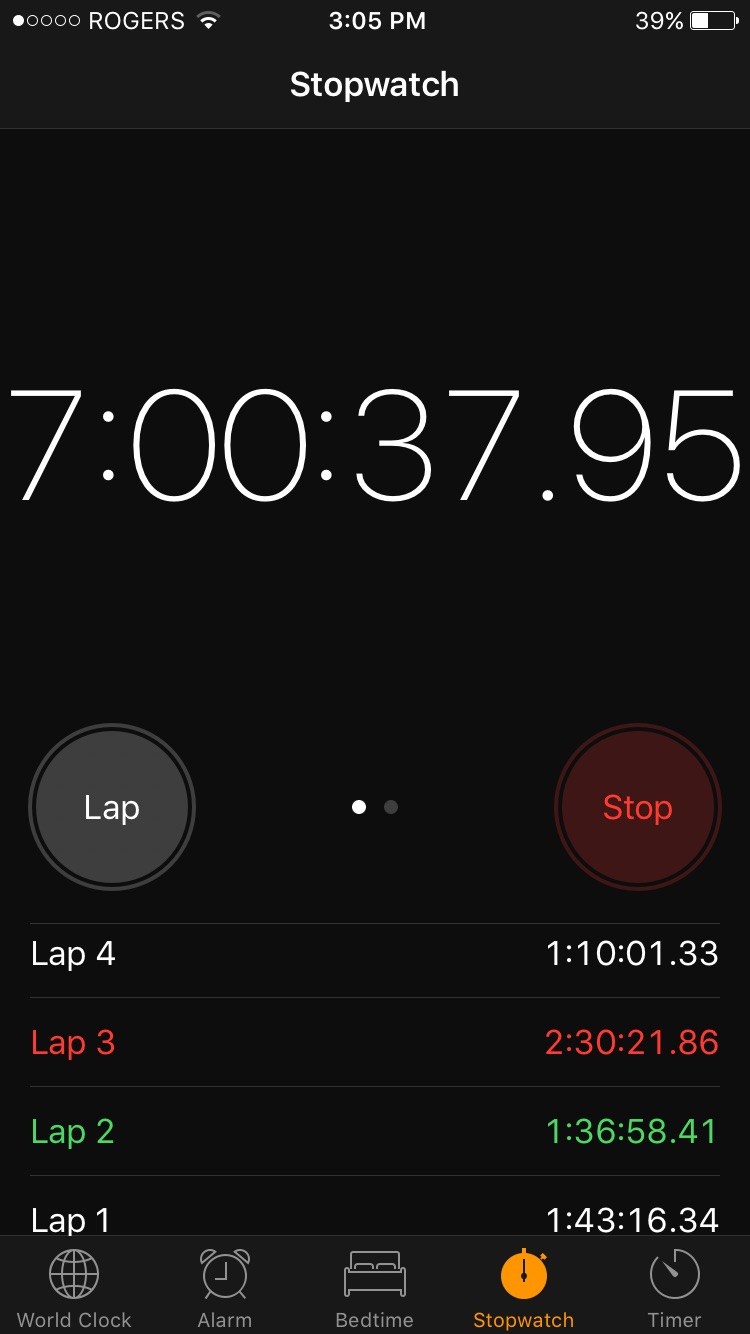 ROGERS 3:05 PM 39%
Stopwatch
7:00:37.95
Lap Stop
Lap 4 1:10:01.33
Lap 3 2:30:21.86
Lap 2 1:36:58.41
Lap 1 1:43:16.34
World Clock Alarm Bedtime Stopwatch Timer